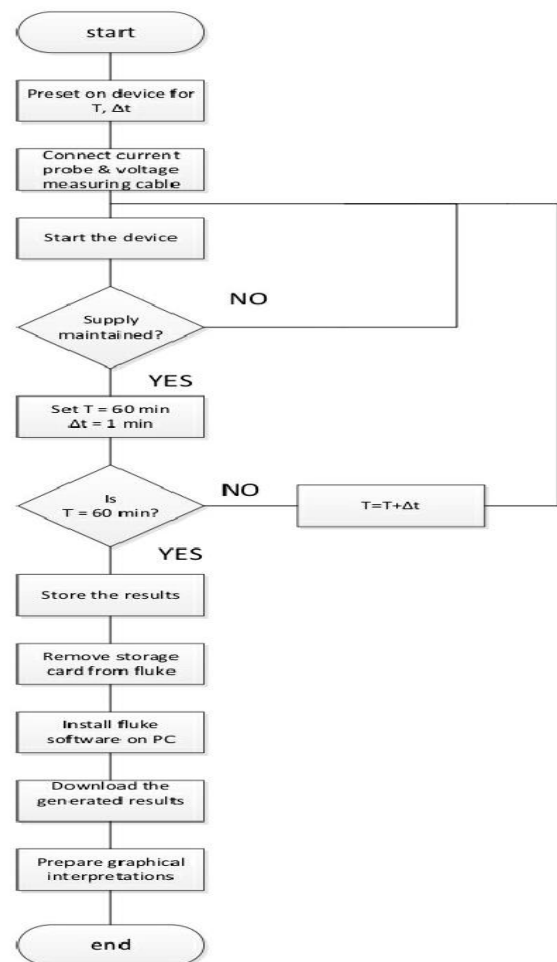 start
Preset on device for
T, Δt
Connect current
probe & voltage
measuring cable
Start the device
NO
Supply
maintained?
YES
Set T = 60 min
Δt = 1 min
Is
T = 60 min?
NO
T=T+Δt
YES
Store the results
Remove storage
card from fluke
Install fluke
software on PC
Download the
generated results
Prepare graphical
interpretations
end